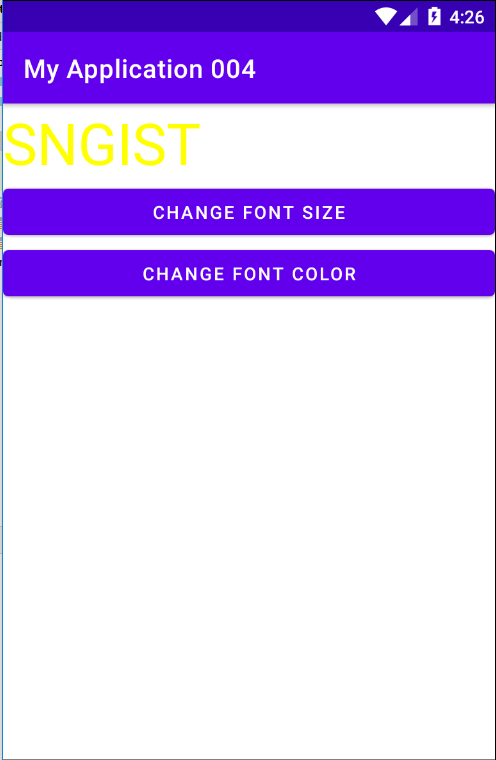 4:26
My Application 004
SNGIST
CHANGE FONT SIZE
CHANGE FONT COLOR